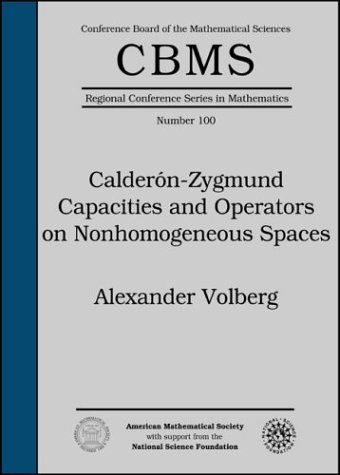 Conference Board of the Mathematical Sciences
CBMS
Regional Conference Series in Mathematics
Number 100
Calderón-Zygmund
Capacities and Operators
on Nonhomogeneous Spaces
Alexander Volberg
American Mathematical Society
with support from the
National Science Foundation